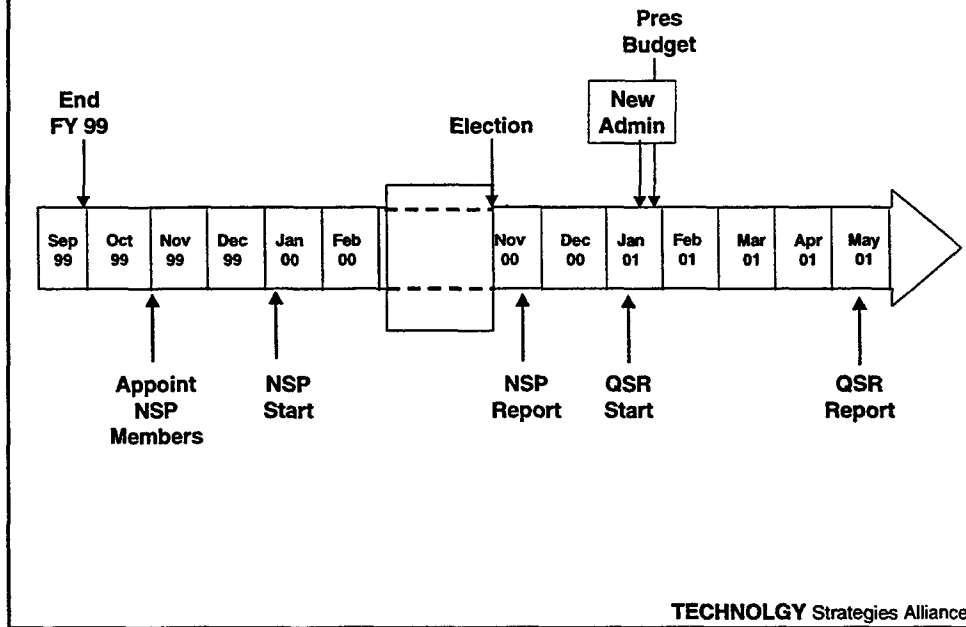 Pres
Budget
New
Admin
End
FY 99
Election
Sep Oct Nov Dec Jan Feb Nov Dec Jan Feb Mar Apr May
99 99 99 99 00 00 00 00 01 01 01 01 01
Appoint
NSP
Members
NSP
Start
NSP
Report
QSR
Start
QSR
Report
TECHNOLGY Strategies Alliance